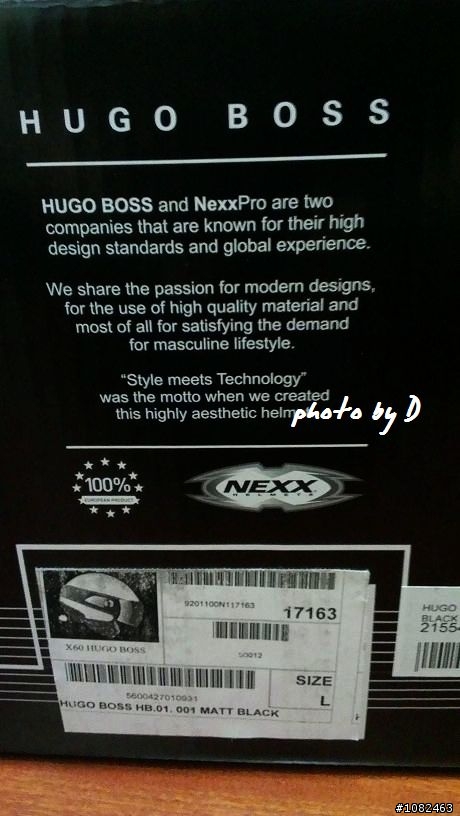 HUGO BOSS
HUGO BOSS and NexxPro are two
companies that are known for their high
design standards and global experience.
We share the passion for modern designs,
for the use of high quality material and
most of all for satisfying the demand
for masculine lifestyle.
“Style meets Technology”
was the motto when we created
this highly aesthetic
photo by D
100%
EUROPEAN PRODUCT
NEXX
HELMETS
9201100N117163
17163
X60 HUGO BOSS
50012
5600427010931
SIZE
L
HUGO BOSS HB.01. 001 MATT BLACK
HUGO
BLACK
2155
#1082463